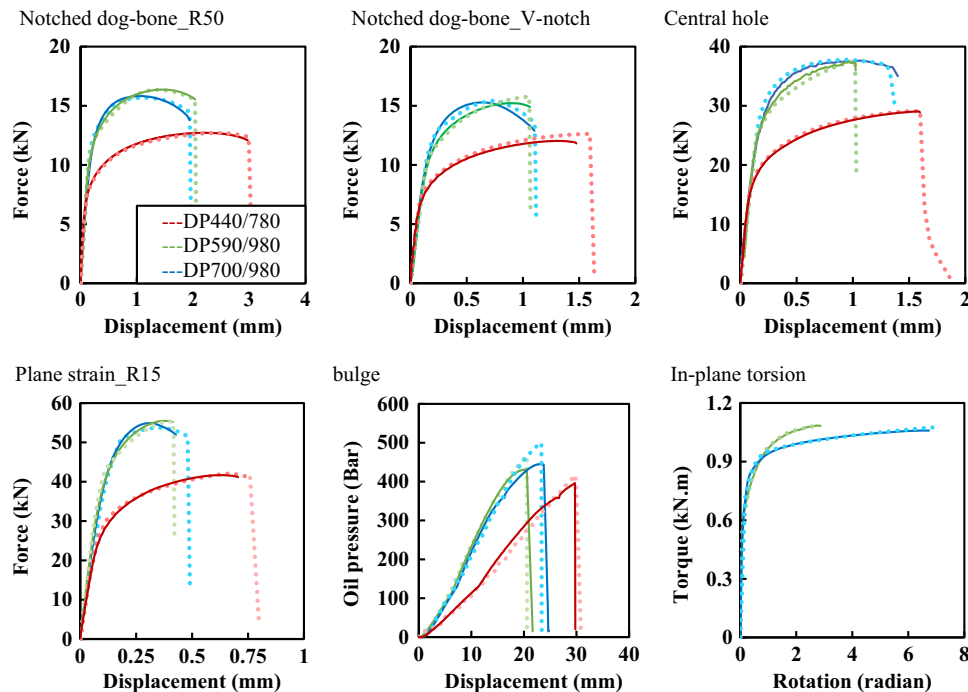 Notched dog-bone_R50
20
15
10
5
0
Force (kN)
DP440/780
DP590/980
DP700/980
0 1 2 3 4
Displacement (mm)
Notched dog-bone_V-notch
20
15
10
5
0
Force (kN)
0 0.5 1 1.5 2
Displacement (mm)
Central hole
40
30
20
10
0
Force (kN)
0 0.5 1 1.5 2
Displacement (mm)
Plane strain_R15
60
50
40
30
20
10
0
Force (kN)
0 0.25 0.5 0.75 1
Displacement (mm)
bulge
600
500
400
300
200
100
0
Oil pressure (Bar)
0 10 20 30 40
Displacement (mm)
In-plane torsion
1.2
0.9
0.6
0.3
0
Torque (kN.m)
0 2 4 6 8
Rotation (radian)